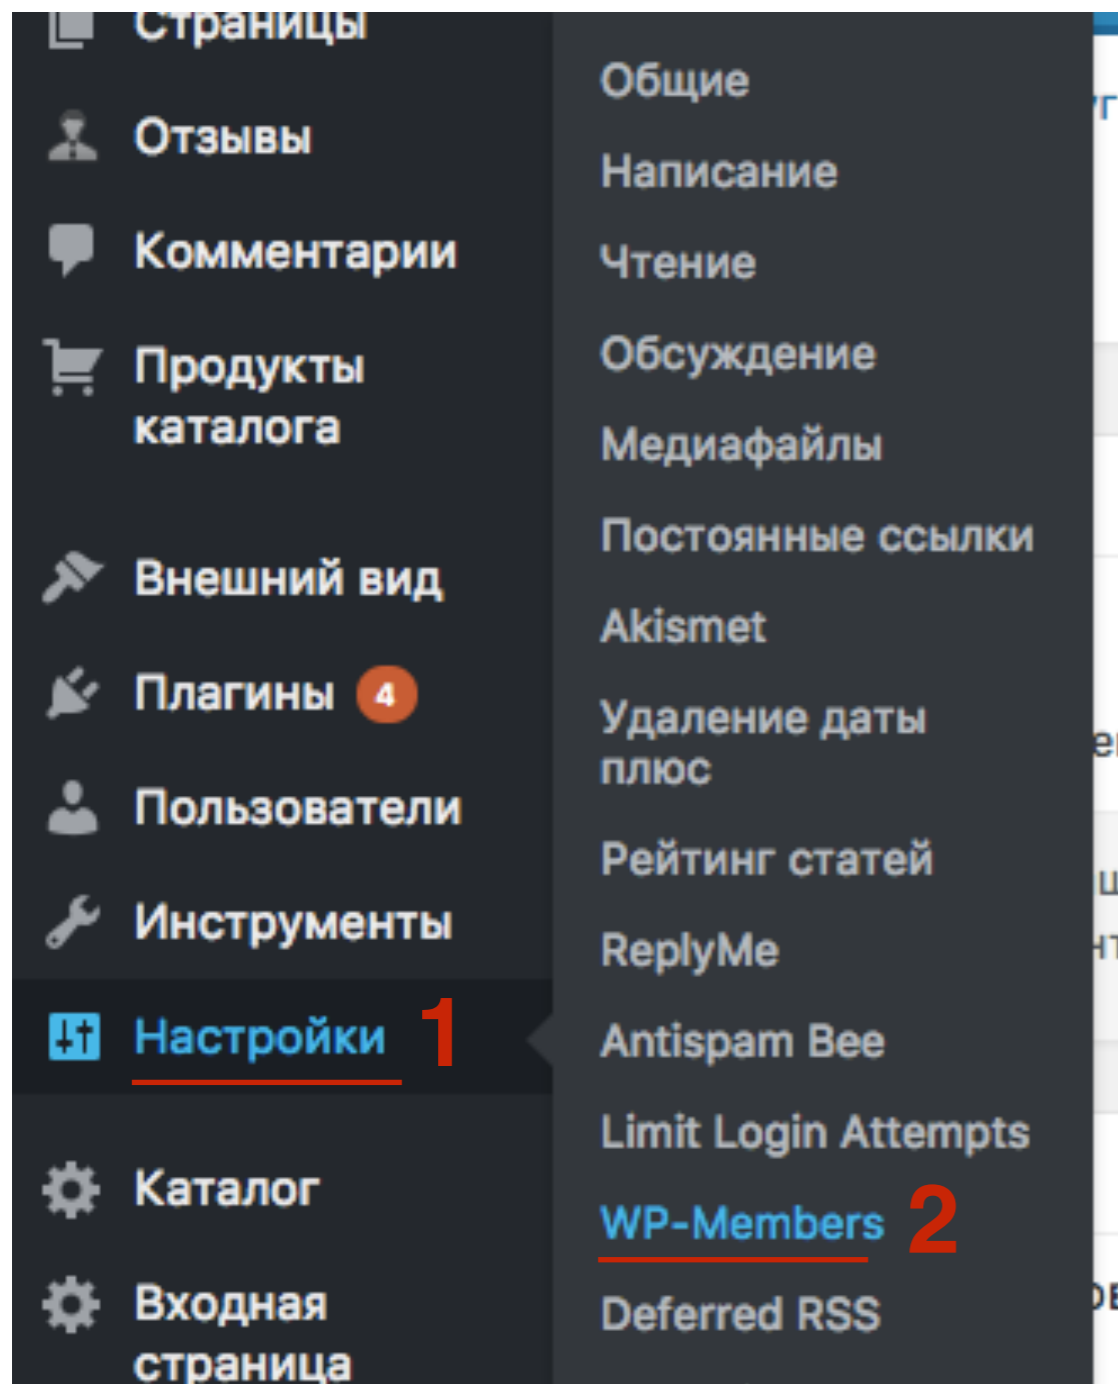 Страницы
Отзывы
Комментарии
Продукты
каталога
Внешний вид
Плагины 4
Пользователи
Инструменты
Настройки 1
Каталог
Входная
страница
Общие
Написание
Чтение
Обсуждение
Медиафайлы
Постоянные ссылки
Akismet
Удаление даты
плюс
Рейтинг статей
ReplyMe
Antispam Bee
Limit Login Attempts
WP-Members 2
Deferred RSS